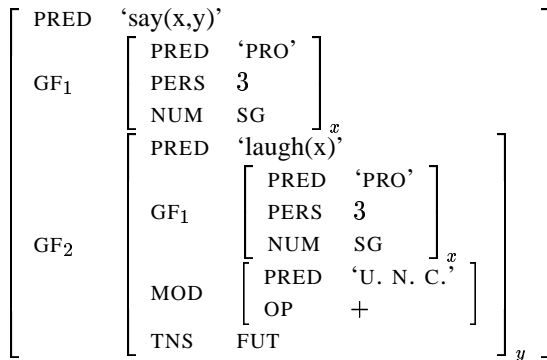 PRED ‘say(x,y)’
GF1 PRED ‘PRO’
PERS 3
NUM SG x
GF2 PRED ‘laugh(x)’
GF1 PRED ‘PRO’
PERS 3
NUM SG x
MOD PRED ‘U. N. C.’
OP +
TNS FUT y